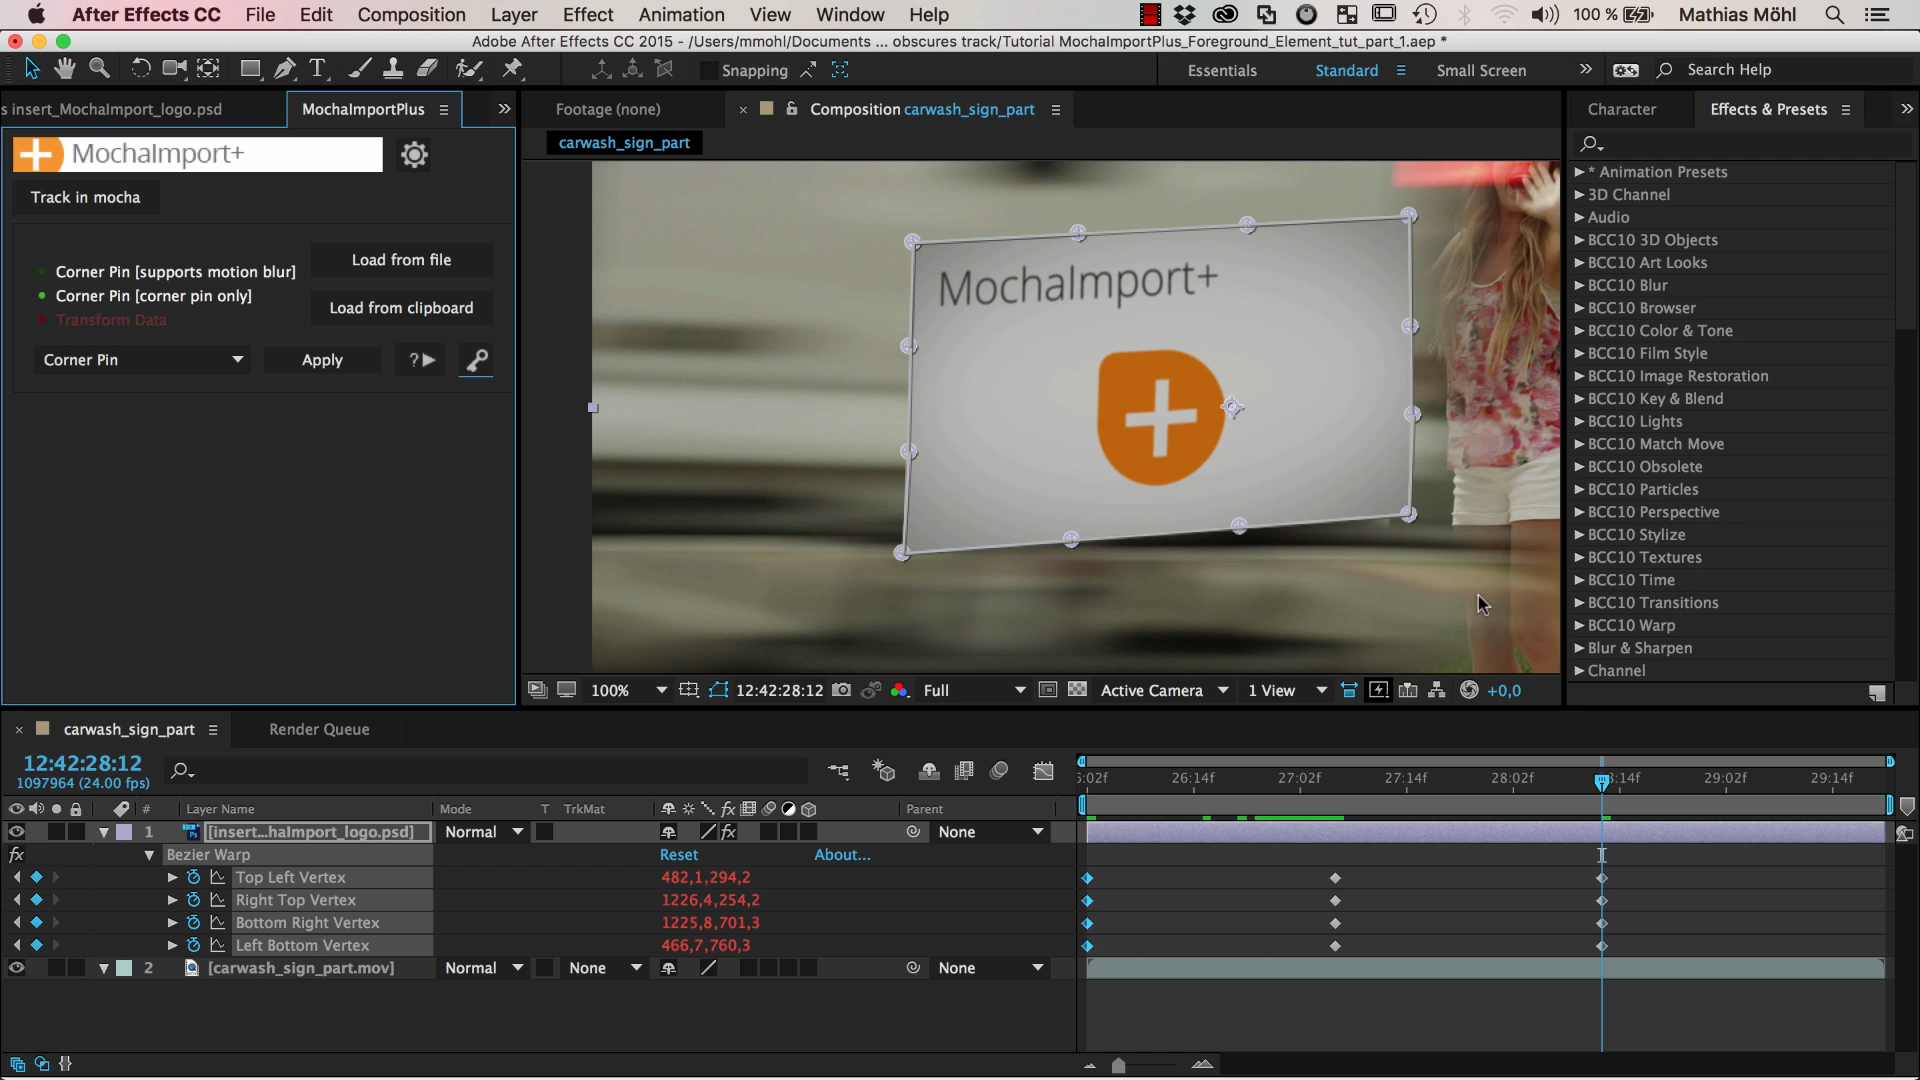 After Effects CC File Edit Composition Layer Effect Animation View Window Help 100 % Mathias Möhl
Adobe After Effects CC 2015 - /Users/mmohl/Documents ... obscures track/Tutorial MochaImportPlus_Foreground_Element_tut_part_1.aep *
T Snapping Essentials Standard Small Screen Search Help
s insert_MochaImport_logo.psd MochaImportPlus Footage (none) × Composition carwash_sign_part Character Effects & Presets
MochaImport+
carwash_sign_part
Track in mocha
Load from file
Corner Pin [supports motion blur]
Corner Pin [corner pin only]
Load from clipboard
Transform Data
Corner Pin Apply ?
MochaImport+
* Animation Presets
3D Channel
Audio
BCC10 3D Objects
BCC10 Art Looks
BCC10 Blur
BCC10 Browser
BCC10 Color & Tone
BCC10 Film Style
BCC10 Image Restoration
BCC10 Key & Blend
BCC10 Lights
BCC10 Match Move
BCC10 Obsolete
BCC10 Particles
BCC10 Perspective
BCC10 Stylize
BCC10 Textures
BCC10 Time
BCC10 Transitions
BCC10 Warp
Blur & Sharpen
Channel
100% 12:42:28:12 Full Active Camera 1 View +0,0
× carwash_sign_part Render Queue
12:42:28:12
1097964 (24.00 fps)
5:02f 26:14f 27:02f 27:14f 28:02f :14f 29:02f 29:14f
# Layer Name Mode T TrkMat fx Parent
1 [insert...haImport_logo.psd] Normal fx None
fx Bezier Warp Reset About...
Top Left Vertex 482,1,294,2
Right Top Vertex 1226,4,254,2
Bottom Right Vertex 1225,8,701,3
Left Bottom Vertex 466,7,760,3
2 [carwash_sign_part.mov] Normal None None